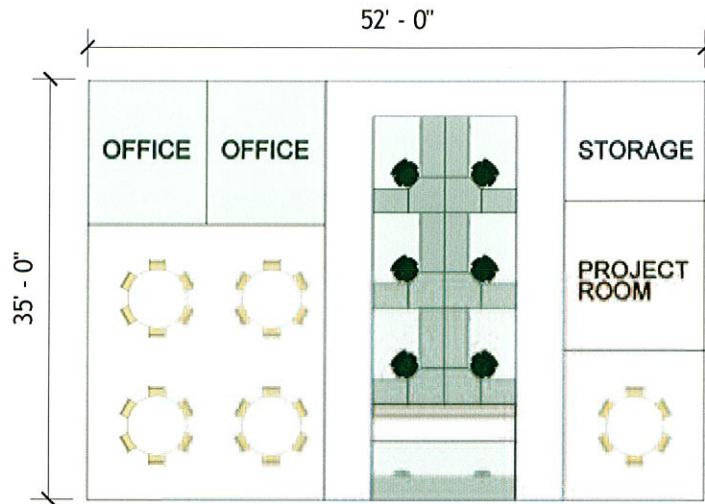 52' - 0"
OFFICE OFFICE
STORAGE
35' - 0"
PROJECT
ROOM